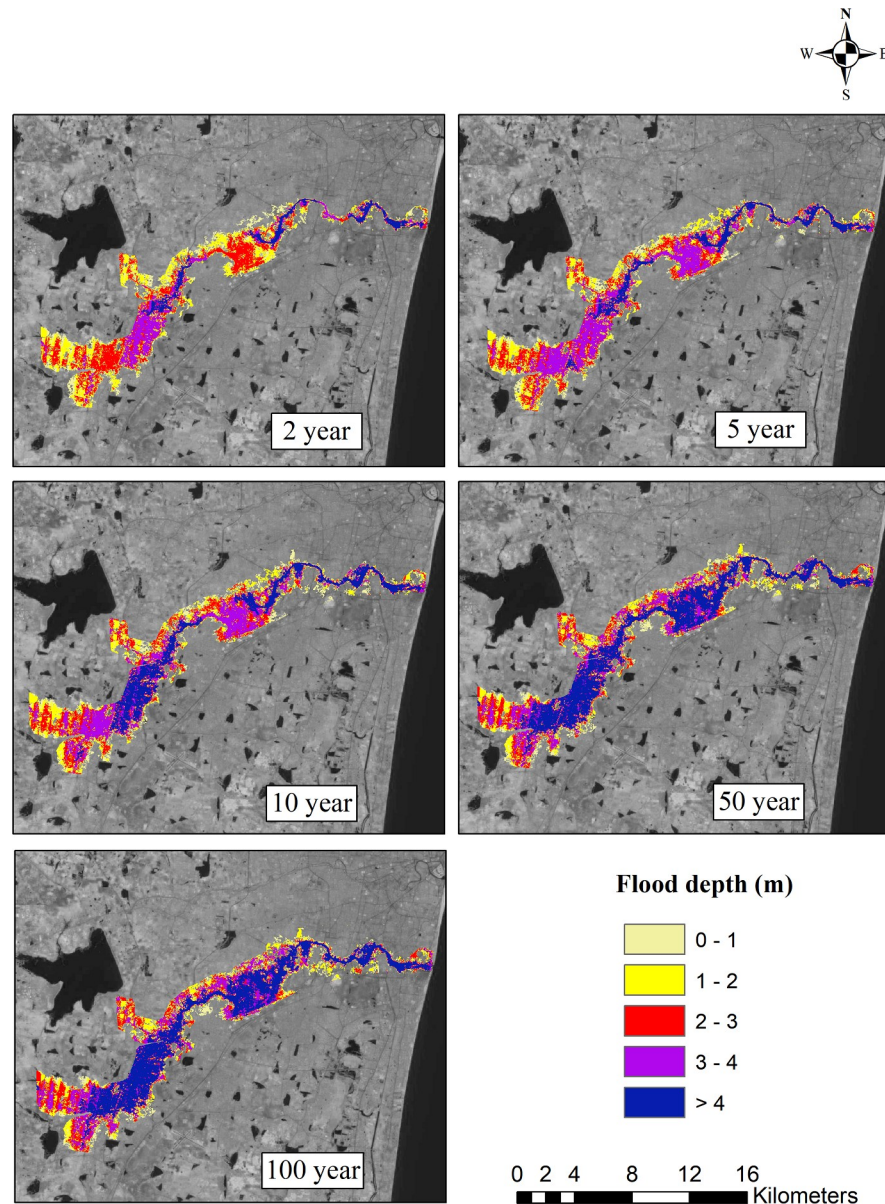 N
W E
S
2 year
5 year
10 year
50 year
100 year
Flood depth (m)
0 - 1
1 - 2
2 - 3
3 - 4
> 4
0 2 4 8 12 16
Kilometers